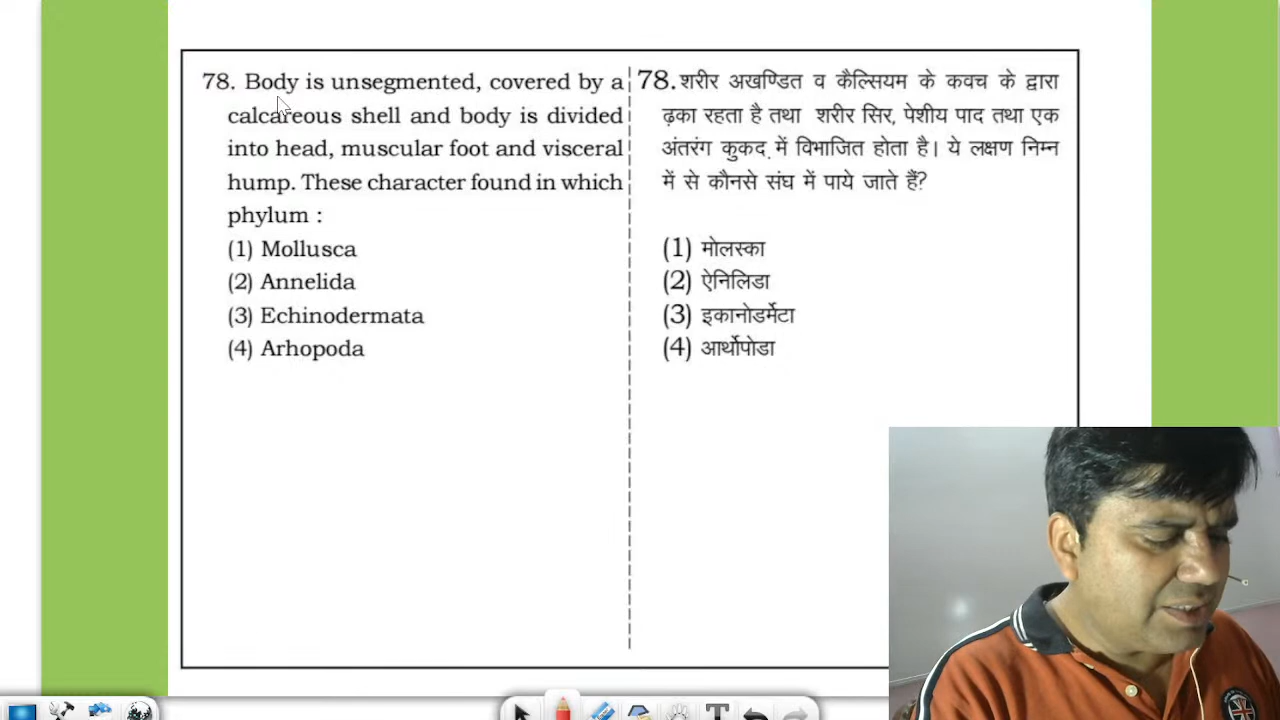 78. Body is unsegmented, covered by a
calcareous shell and body is divided
into head, muscular foot and visceral
hump. These character found in which
phylum :
(1) Mollusca
(2) Annelida
(3) Echinodermata
(4) Arhopoda
78. शरीर अखण्डित व कैल्सियम के कवच के द्वारा
ढ़का रहता है तथा शरीर सिर, पेशीय पाद तथा एक
अंतरंग कुकद में विभाजित होता है। ये लक्षण निम्न
में से कौनसे संघ में पाये जाते हैं?
(1) मोलस्का
(2) ऐनिलिडा
(3) इकानोडर्मेटा
(4) आर्थोपोडा